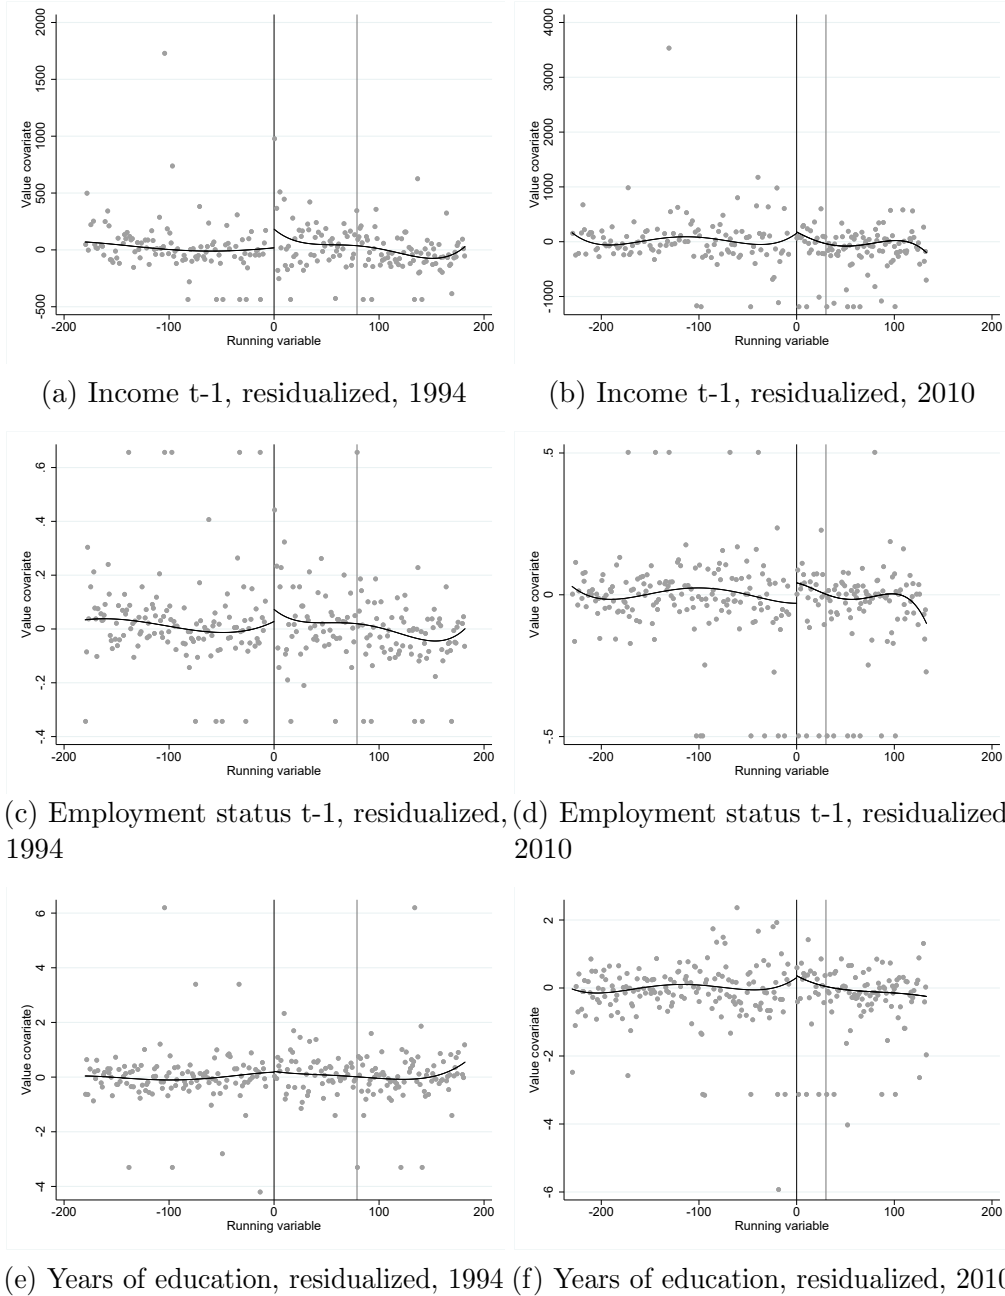 2000
1500
1000
5000
0
-500
Value covariate
-200 -100 0 100 200
Running variable
4000
3000
2000
1000
0
-1000
Value covariate
-200 -100 0 100 200
Running variable
(a) Income t-1, residualized, 1994
(b) Income t-1, residualized, 2010
.6
.4
.2
0
-.2
-.4
Value covariate
-200 -100 0 100 200
Running variable
.5
0
-.5
Value covariate
-200 -100 0 100 200
Running variable
(c) Employment status t-1, residualized,
1994
(d) Employment status t-1, residualized
2010
6
4
2
0
-2
-4
Value covariate)
-200 -100 0 100 200
Running variable
2
0
-2
-4
-6
Value covariate)
-200 -100 0 100 200
Running variable
(e) Years of education, residualized, 1994
(f) Years of education, residualized, 2010